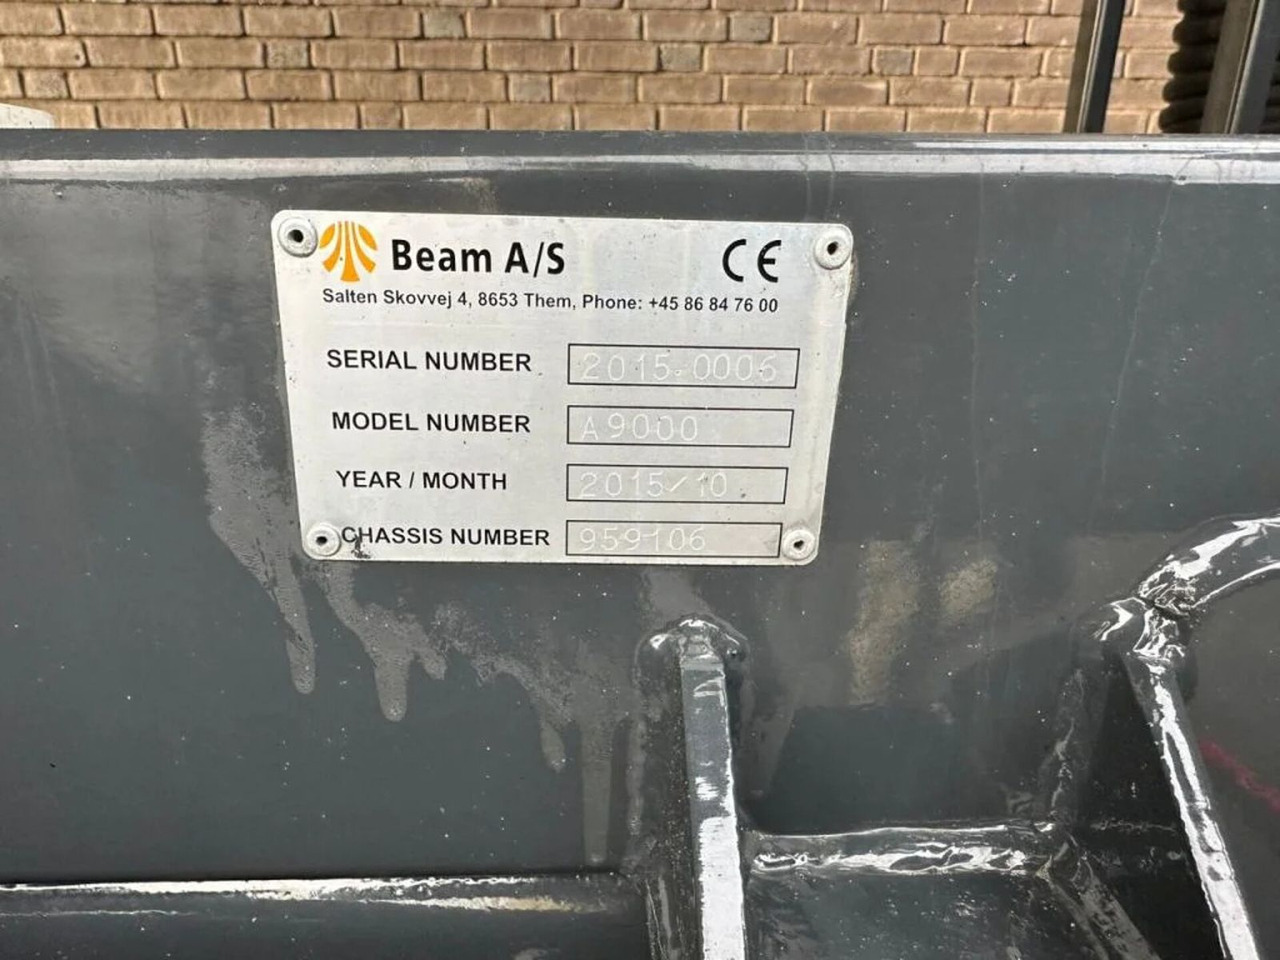 Beam A/S CE
Salten Skovvej 4, 8653 Them, Phone: +45 86 84 76 00
SERIAL NUMBER 2015-0006
MODEL NUMBER A9000
YEAR / MONTH 2015/10
CHASSIS NUMBER 959106